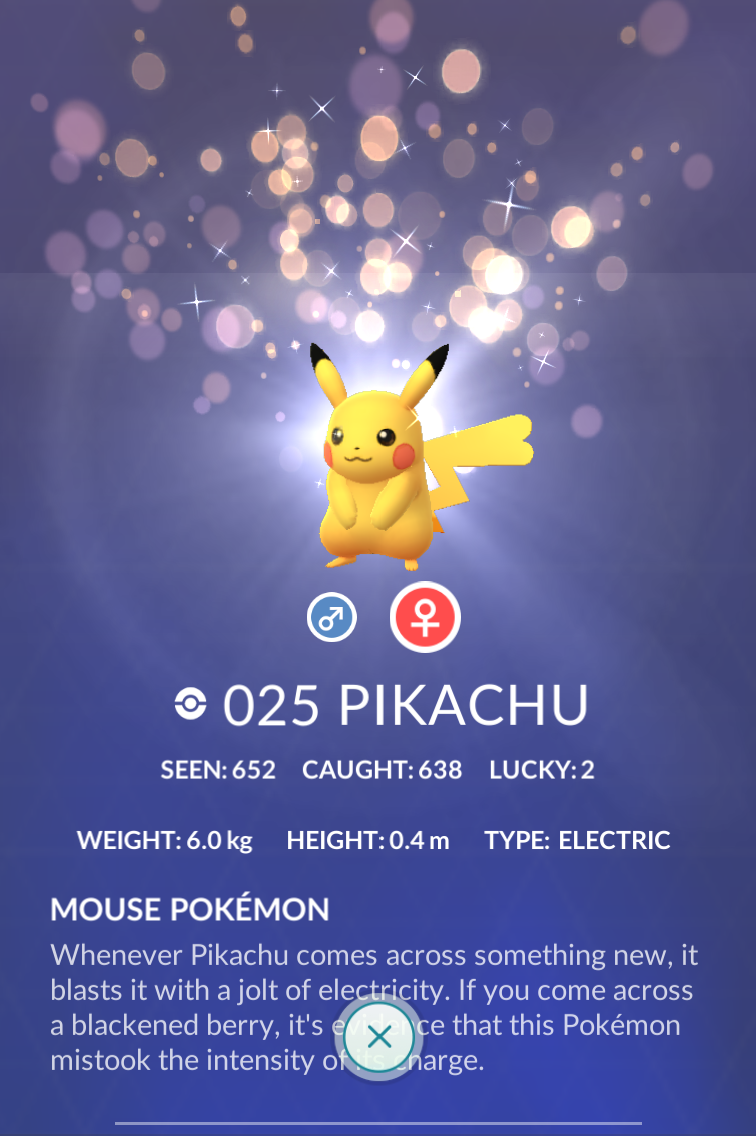 025 PIKACHU
SEEN: 652 CAUGHT: 638 LUCKY: 2
WEIGHT: 6.0 kg HEIGHT: 0.4 m TYPE: ELECTRIC
MOUSE POKÉMON
Whenever Pikachu comes across something new, it
blasts it with a jolt of electricity. If you come across
a blackened berry, it's evidence that this Pokémon
mistook the intensity of its charge.